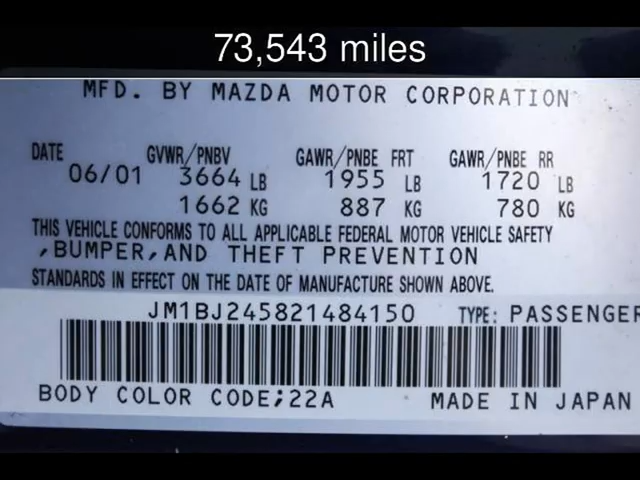 73,543 miles
MFD. BY MAZDA MOTOR CORPORATION
DATE GVWR/PNBV GAWR/PNBE FRT GAWR/PNBE RR
06/01 3664 LB 1955 LB 1720 LB
1662 KG 887 KG 780 KG
THIS VEHICLE CONFORMS TO ALL APPLICABLE FEDERAL MOTOR VEHICLE SAFETY
,BUMPER,AND THEFT PREVENTION
STANDARDS IN EFFECT ON THE DATE OF MANUFACTURE SHOWN ABOVE.
JM1BJ245821484150 TYPE: PASSENGER
BODY COLOR CODE;22A MADE IN JAPAN